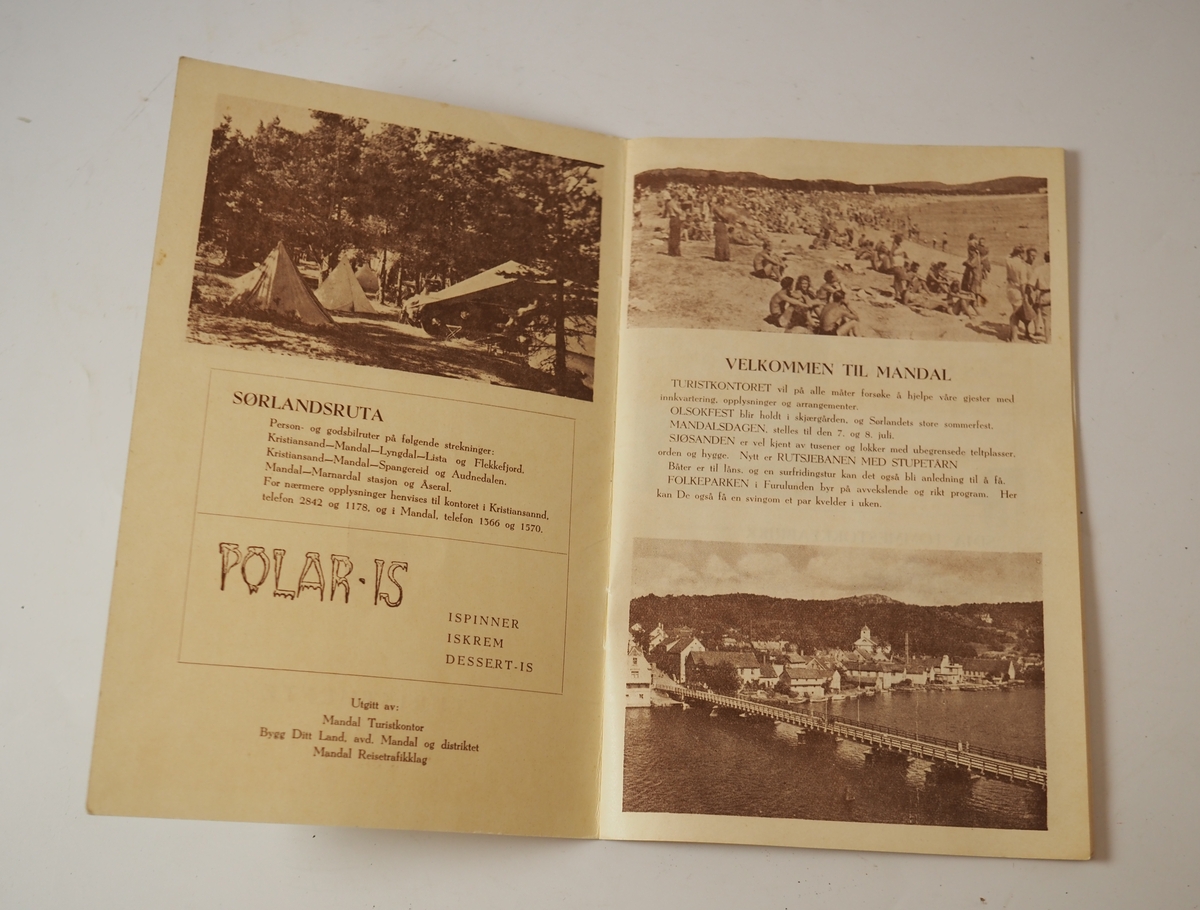 SØRLANDSRUTA
Person- og godsbilruter på følgende strekninger:
Kristiansand—Mandal—Lyngdal—Lista og Flekkefjord.
Kristiansand—Mandal—Spangereid og Audnedalen.
Mandal—Marnardal stasjon og Åseral.
For nærmere opplysninger henvises til kontoret i Kristiansannd,
telefon 2842 og 1178, og i Mandal, telefon 1366 og 1570.
POLAR·IS
ISPINNER
ISKREM
DESSERT-IS
Utgitt av:
Mandal Turistkontor
Bygg Ditt Land, avd. Mandal og distriktet
Mandal Reisetrafikklag
VELKOMMEN TIL MANDAL
TURISTKONTORET vil på alle måter forsøke å hjelpe våre gjester med
innkvartering, opplysninger og arrangementer.
OLSOKFEST blir holdt i skjærgården, og Sørlandets store sommerfest,
MANDALSDAGEN, stelles til den 7. og 8. juli.
SJØSANDEN er vel kjent av tusener og lokker med ubegrensede teltplasser,
orden og hygge. Nytt er RUTSJEBANEN MED STUPETÅRN
Båter er til låns, og en surfridingstur kan det også bli anledning til å få.
FOLKEPARKEN i Furulunden byr på avvekslende og rikt program. Her
kan De også få en svingom et par kvelder i uken.